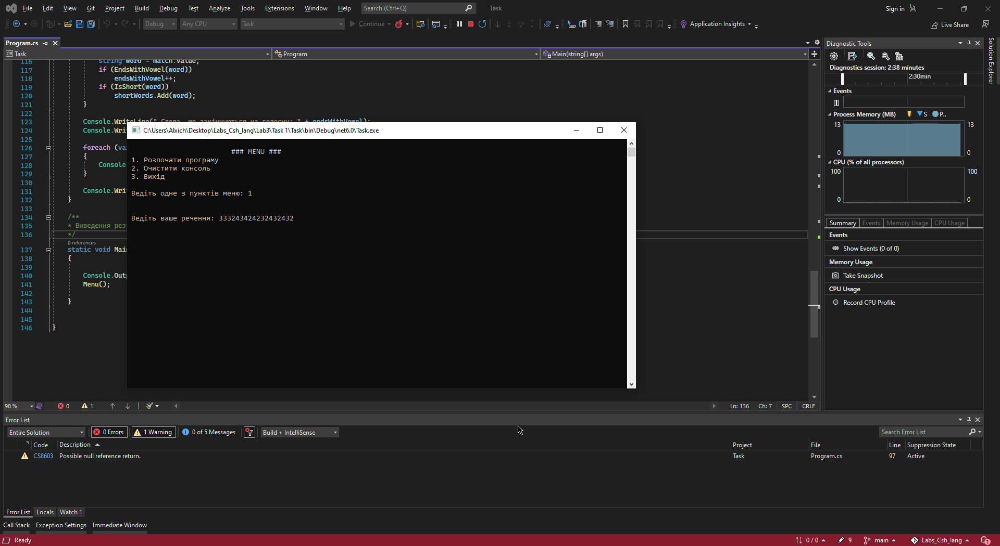 File Edit View Git Project Build Debug Test Analyze Tools Extensions Window Help Search (Ctrl+Q) Task Sign in
Debug Any CPU Task Continue Application Insights Live Share
Program.cs
Task Program Main(string[] args)
116 string word = match.Value;
117 if (EndsWithVowel(word))
118 endsWithVowel++;
119 if (IsShort(word))
120 shortWords.Add(word);
121 }
122
123 Console.WriteLine(" Слова, що закінчуються на голосну: " + endsWithVowel);
124 Console.Wri
125
126 foreach (va
127 {
128 Console
129 }
130
131 Console.Wri
132 }
133
134 /**
135 * Виведення рез
136 */
0 references
137 static void Mai
138 {
139
140 Console.Outp
141 Menu();
142
143 }
144
145
146 }
C:\Users\Alxich\Desktop\Labs_Csh_lang\Lab3\Task 1\Task\bin\Debug\net6.0\Task.exe
### MENU ###
1. Розпочати програму
2. Очистити консоль
3. Вихід
Ведіть одне з пунктів меню: 1
Ведіть ваше речення: 333243424232432432
98 % 0 1 Ln: 136 Ch: 7 SPC CRLF
Diagnostic Tools
Diagnostics session: 2:38 minutes
2:30min
Events
Process Memory (MB) S P..
13 13
0 0
CPU (% of all processors)
100 100
0 0
Summary Events Memory Usage CPU Usage
Events
Show Events (0 of 0)
Memory Usage
Take Snapshot
CPU Usage
Record CPU Profile
Solution Explorer
Error List
Entire Solution 0 Errors 1 Warning 0 of 5 Messages Build + IntelliSense Search Error List
Code Description Project File Line Suppression State
CS8603 Possible null reference return. Task Program.cs 97 Active
Error List Locals Watch 1
Call Stack Exception Settings Immediate Window
Ready 0 / 0 9 main Labs_Csh_lang 1